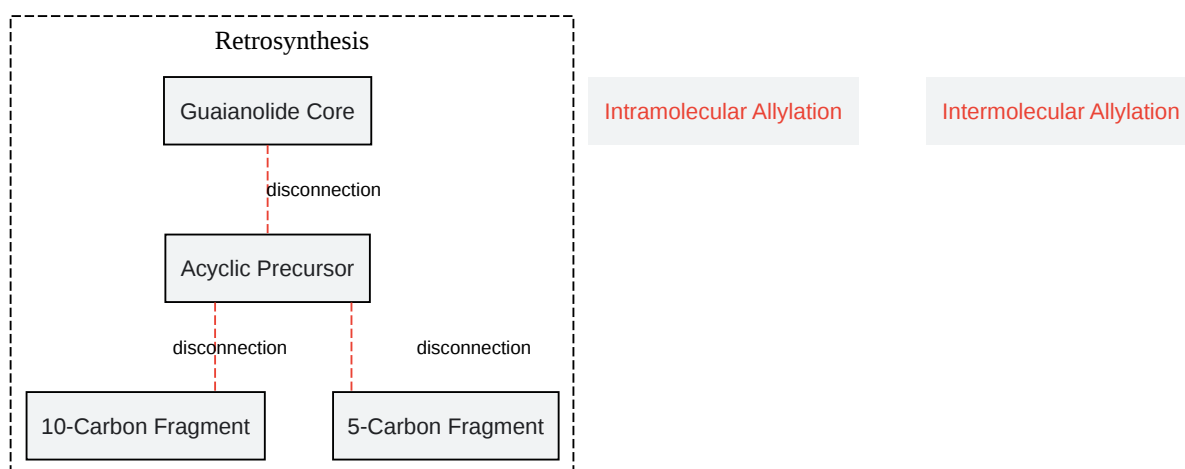 Retrosynthesis
Guaianolide Core
Intramolecular Allylation
Intermolecular Allylation
disconnection
Acyclic Precursor
disconnection
disconnection
10-Carbon Fragment
5-Carbon Fragment